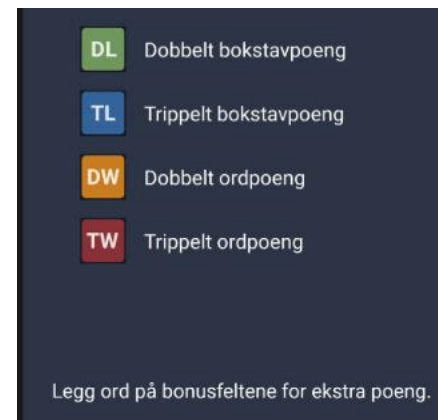 DL Dobbelt bokstavpoeng
TL Trippelt bokstavpoeng
DW Dobbelt ordpoeng
TW Trippelt ordpoeng
Legg ord på bonusfeltene for ekstra poeng.